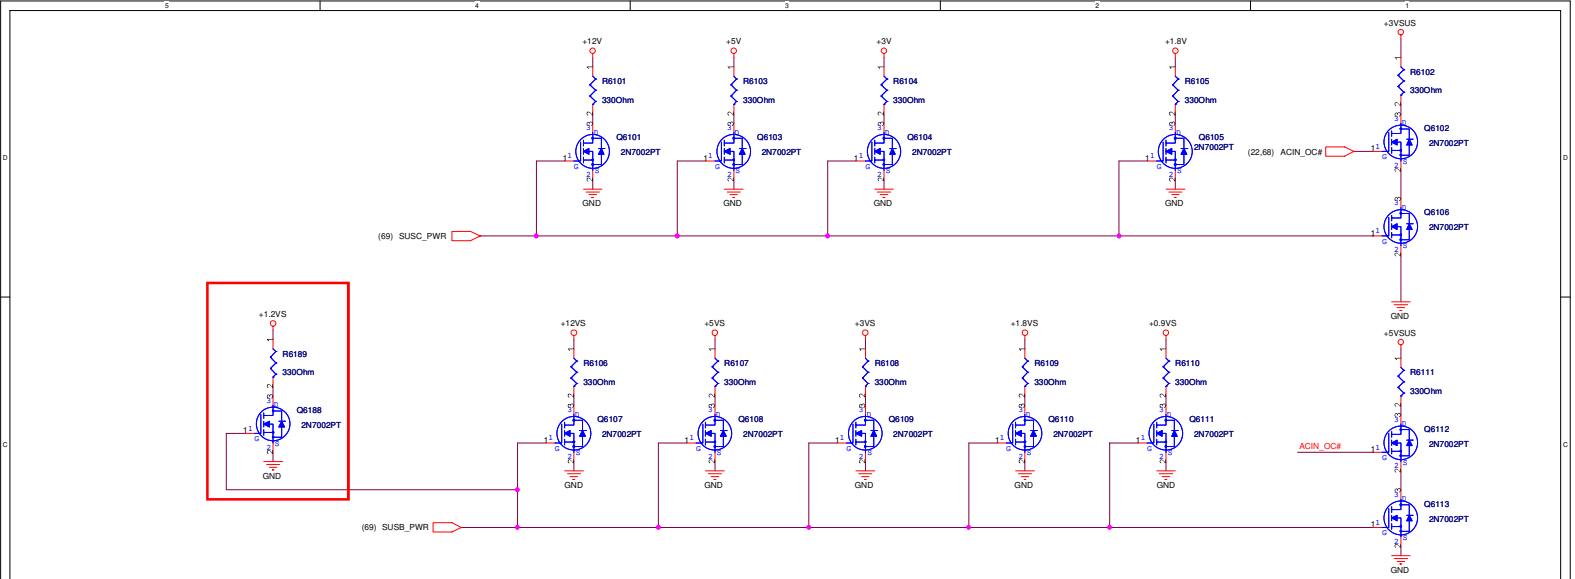 5 4 3 2 1
+3VSUS
+12V +5V +3V +1.8V
R6101 R6103 R6104 R6105 R6102
330Ohm 330Ohm 330Ohm 330Ohm 330Ohm
Q6101 Q6103 Q6104 Q6105 Q6102
2N7002PT 2N7002PT 2N7002PT 2N7002PT 2N7002PT
D (22,68) ACIN_OC# D
GND GND GND GND
Q6106
2N7002PT
(69) SUSC_PWR
GND
+1.2VS +12VS +5VS +3VS +1.8VS +0.9VS +5VSUS
R6189 R6106 R6107 R6108 R6109 R6110 R6111
330Ohm 330Ohm 330Ohm 330Ohm 330Ohm 330Ohm 330Ohm
Q6188 Q6107 Q6108 Q6109 Q6110 Q6111 Q6112
2N7002PT 2N7002PT 2N7002PT 2N7002PT 2N7002PT 2N7002PT 2N7002PT
C ACIN_OC# C
GND GND GND GND GND GND
Q6113
2N7002PT
(69) SUSB_PWR
GND